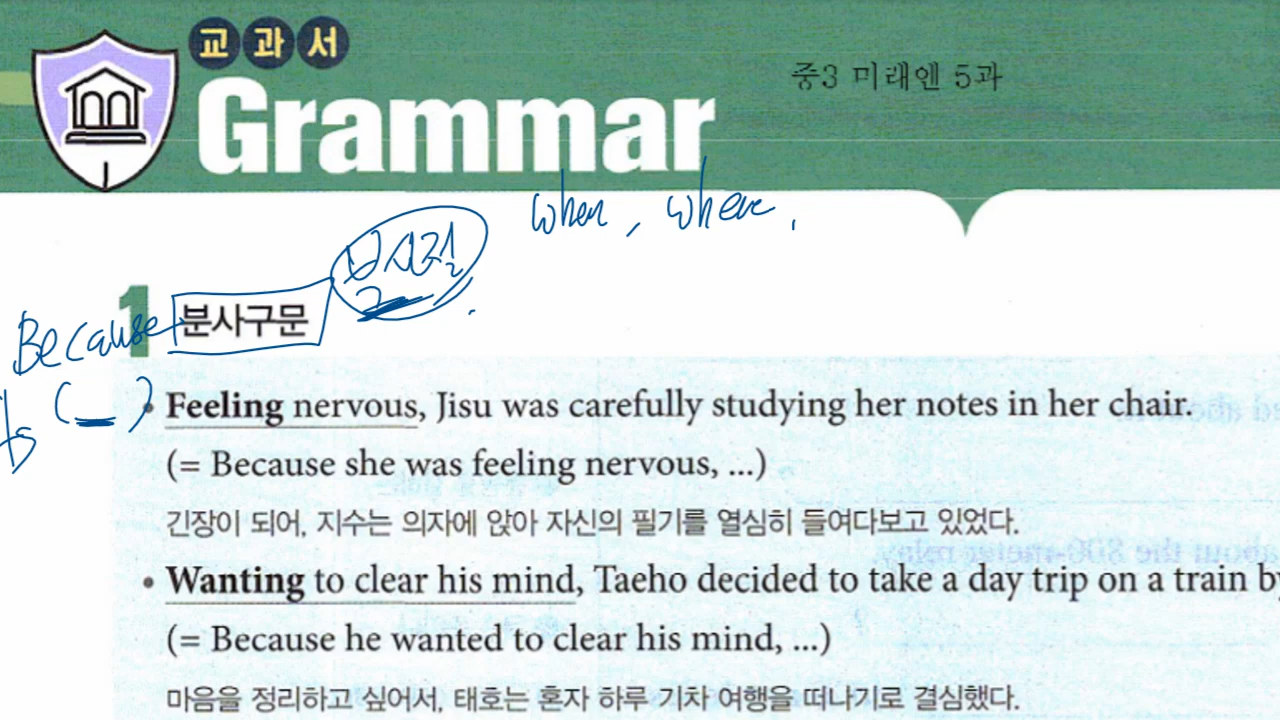 교과서
Grammar
중3 미래엔 5과
when, where,
부사절
1 분사구문
Because
As ( _ )
• Feeling nervous, Jisu was carefully studying her notes in her chair.
(= Because she was feeling nervous, ...)
긴장이 되어, 지수는 의자에 앉아 자신의 필기를 열심히 들여다보고 있었다.
• Wanting to clear his mind, Taeho decided to take a day trip on a train by
(= Because he wanted to clear his mind, ...)
마음을 정리하고 싶어서, 태호는 혼자 하루 기차 여행을 떠나기로 결심했다.